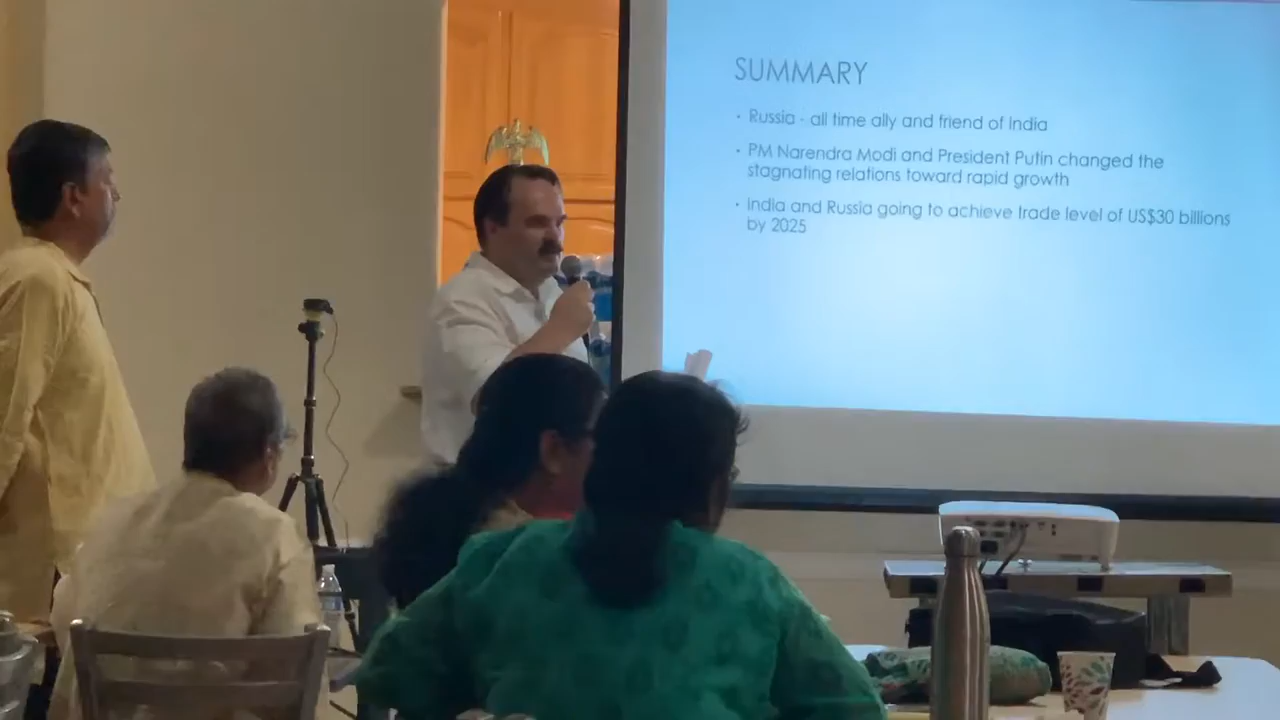 SUMMARY
· Russia - all time ally and friend of India
· PM Narendra Modi and President Putin changed the
stagnating relations toward rapid growth
· India and Russia going to achieve trade level of US$30 billions
by 2025